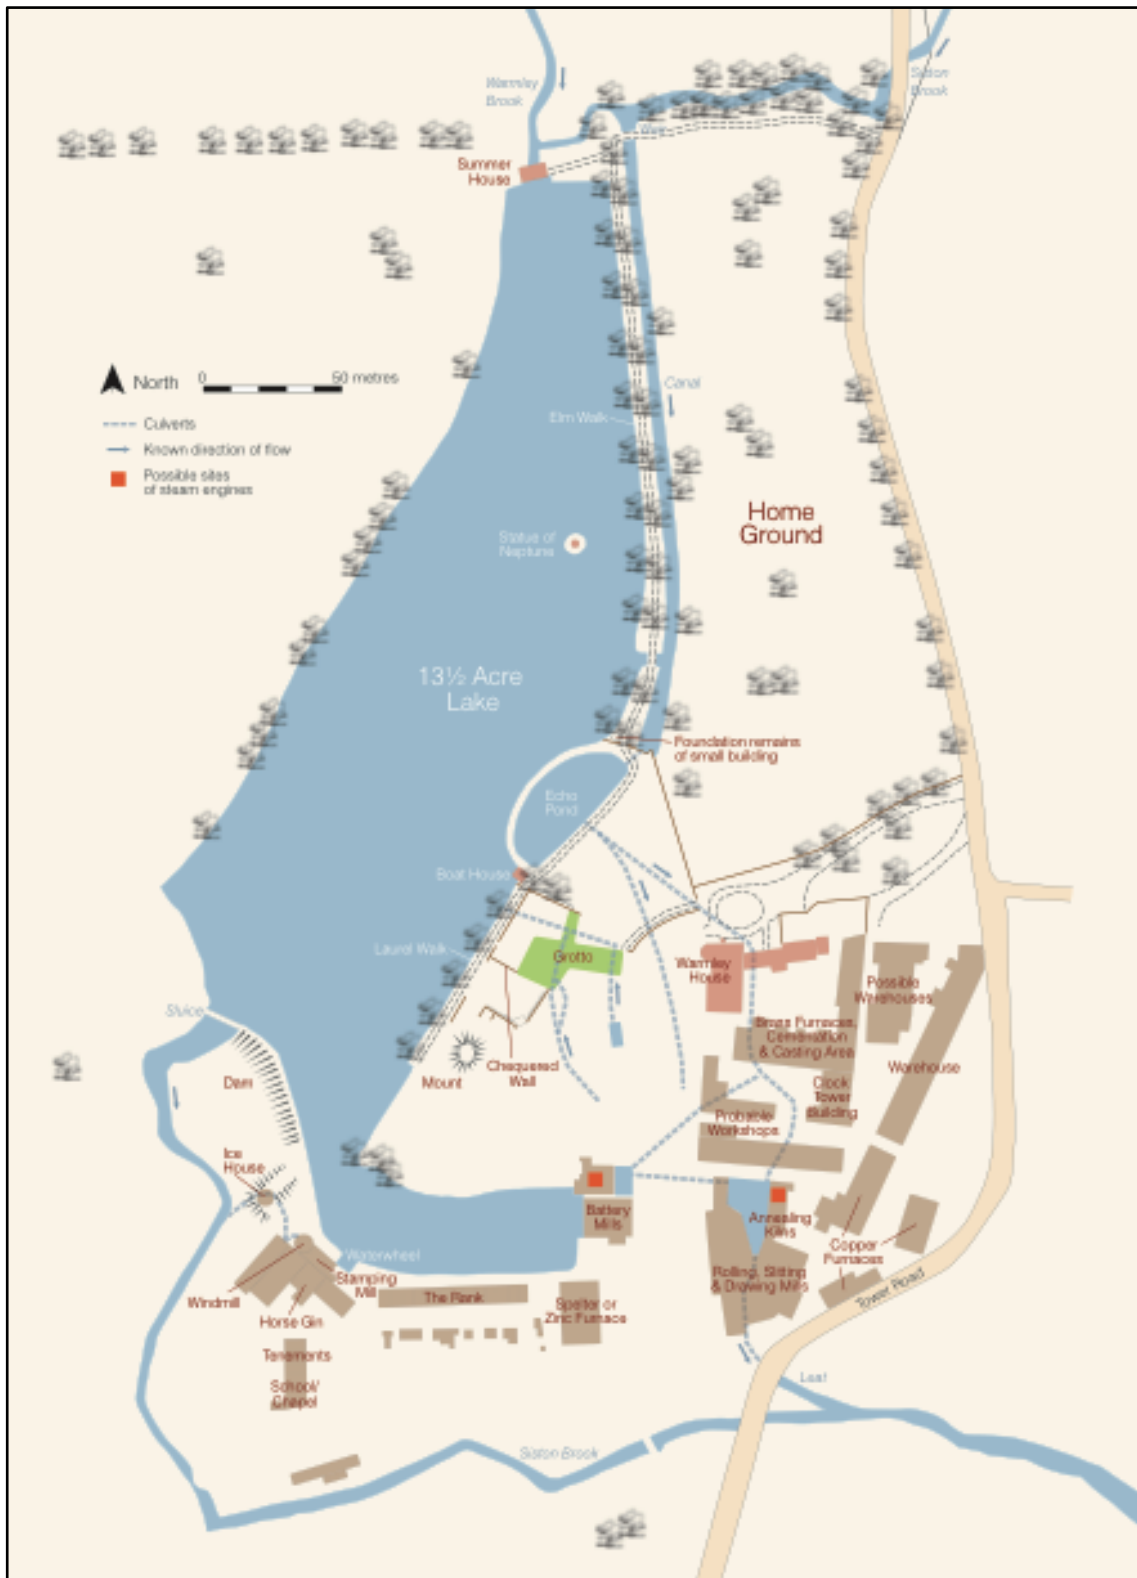 Warmley
Brook
Siston
Brook
Weir
Summer
House
North
0
50 metres
Culverts
Known direction of flow
Possible sites
of steam engines
Canal
Elm Walk
Home
Ground
Statue of
Neptune
13½ Acre
Lake
Foundation remains
of small building
Echo
Pond
Boat House
Laurel Walk
Grotto
Warmley
House
Possible
Warehouses
Sluice
Brass Furnaces,
Cementation
& Casting Area
Warehouse
Dam
Mount
Chequered
Wall
Clock
Tower
Building
Probable
Workshops
Ice
House
Battery
Mills
Annealing
Kilns
Copper
Furnaces
Waterwheel
Stamping
Mill
Rolling, Slitting
& Drawing Mills
Tower Road
Windmill
Horse Gin
The Rank
Spelter or
Zinc Furnace
Tenements
School/
Chapel
Leat
Siston Brook